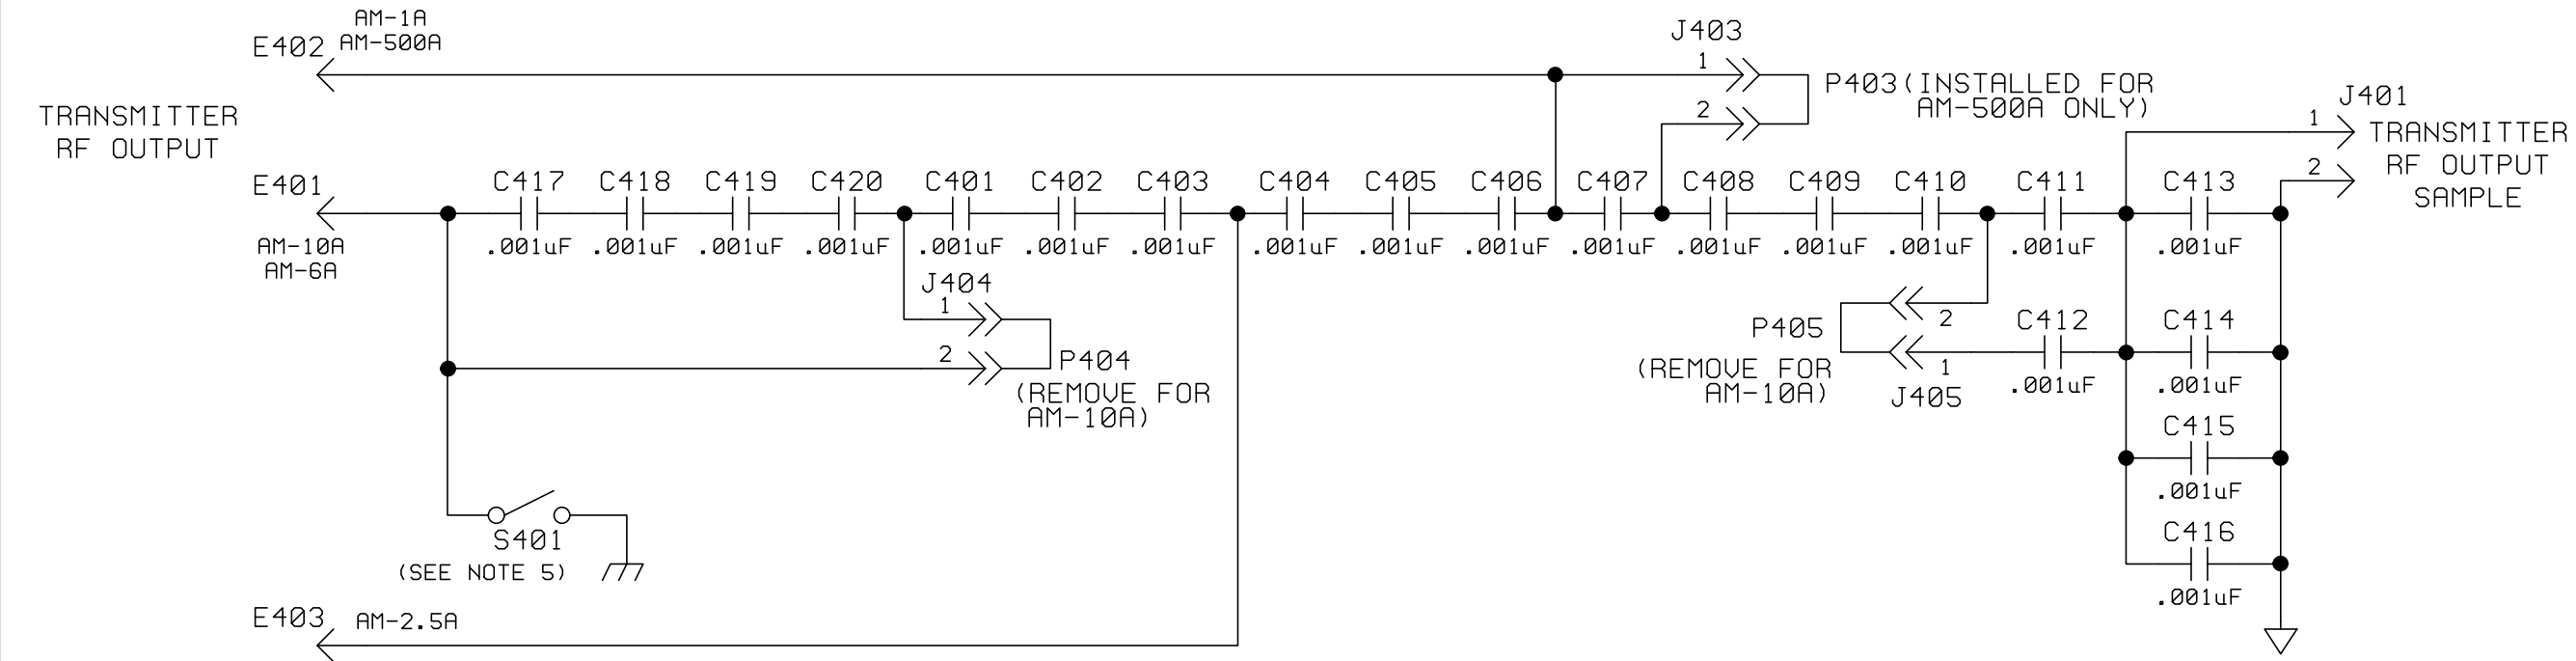 AM-1A
AM-500A
E402
J403
1
2
P403(INSTALLED FOR
AM-500A ONLY)
TRANSMITTER
RF OUTPUT
J401
1
2
TRANSMITTER
RF OUTPUT
SAMPLE
E401
AM-10A
AM-6A
C417 C418 C419 C420 C401 C402 C403 C404 C405 C406 C407 C408 C409 C410 C411 C413
.001uF .001uF .001uF .001uF .001uF .001uF .001uF .001uF .001uF .001uF .001uF .001uF .001uF .001uF .001uF .001uF
J404
1
2
P404
(REMOVE FOR
AM-10A)
P405
(REMOVE FOR
AM-10A)
2
1
J405
C412 C414
.001uF .001uF
C415
.001uF
C416
.001uF
S401
(SEE NOTE 5)
E403
AM-2.5A